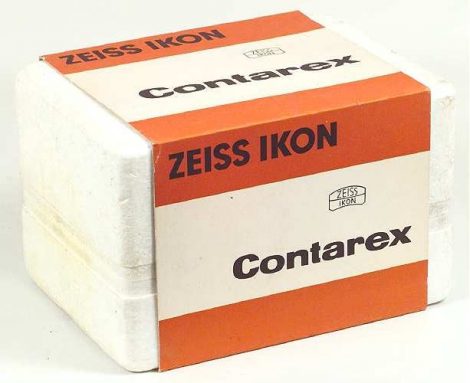 ZEISS IKON
ZEISS
IKON
Contarex
ZEISS IKON
ZEISS
IKON
Contarex